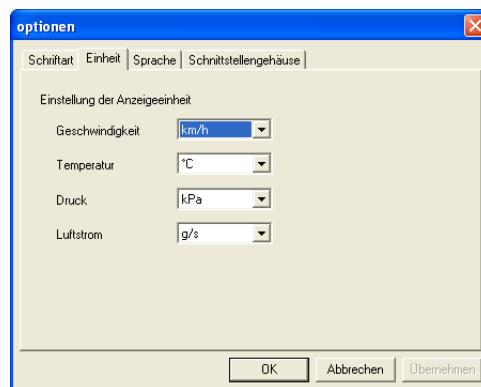 optionen
Schriftart Einheit Sprache Schnittstellengehäuse
Einstellung der Anzeigeeinheit
Geschwindigkeit km/h
Temperatur °C
Druck kPa
Luftstrom g/s
OK Abbrechen Übernehmen